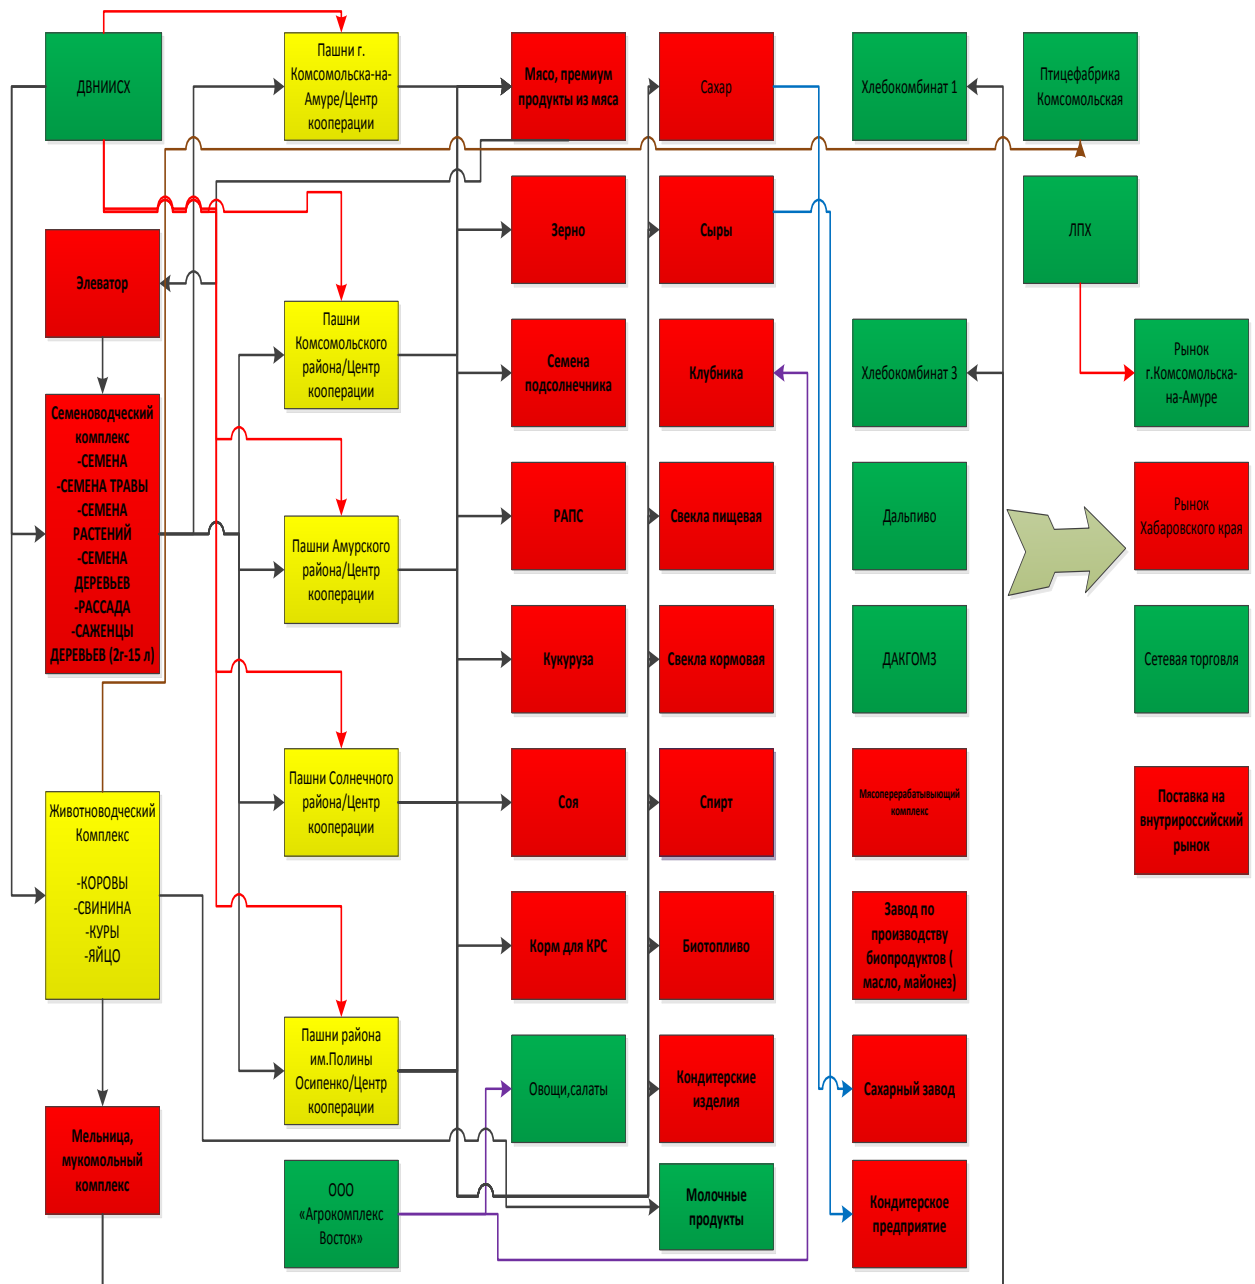 ДВНИИСХ
Элеватор
Семеноводческий
комплекс
-СЕМЕНА
-СЕМЕНА ТРАВЫ
-СЕМЕНА
РАСТЕНИЙ
-СЕМЕНА
ДЕРЕВЬЕВ
-РАССАДА
-САЖЕНЦЫ
ДЕРЕВЬЕВ (2г-15 л)
Животноводческий
Комплекс
-КОРОВЫ
-СВИНИНА
-КУРЫ
-ЯЙЦО
Мельница,
мукомольный
комплекс
Пашни г.
Комсомольска-на-
Амуре/Центр
кооперации
Пашни
Комсомольского
района/Центр
кооперации
Пашни Амурского
района/Центр
кооперации
Пашни Солнечного
района/Центр
кооперации
Пашни района
им.Полины
Осипенко/Центр
кооперации
ООО
«Агрокомплекс
Восток»
Мясо, премиум
продукты из мяса
Зерно
Семена
подсолнечника
РАПС
Кукуруза
Соя
Корм для КРС
Овощи,салаты
Сахар
Сыры
Клубника
Свекла пищевая
Свекла кормовая
Спирт
Биотопливо
Кондитерские
изделия
Молочные
продукты
Хлебокомбинат 1
Хлебокомбинат 3
Дальпиво
ДАКГОМЗ
Мясоперерабатывыющий
комплекс
Завод по
производству
биопродуктов (
масло, майонез)
Сахарный завод
Кондитерское
предприятие
Птицефабрика
Комсомольская
ЛПХ
Рынок
г.Комсомольска-
на-Амуре
Рынок
Хабаровского края
Сетевая торговля
Поставка на
внутрироссийский
рынок